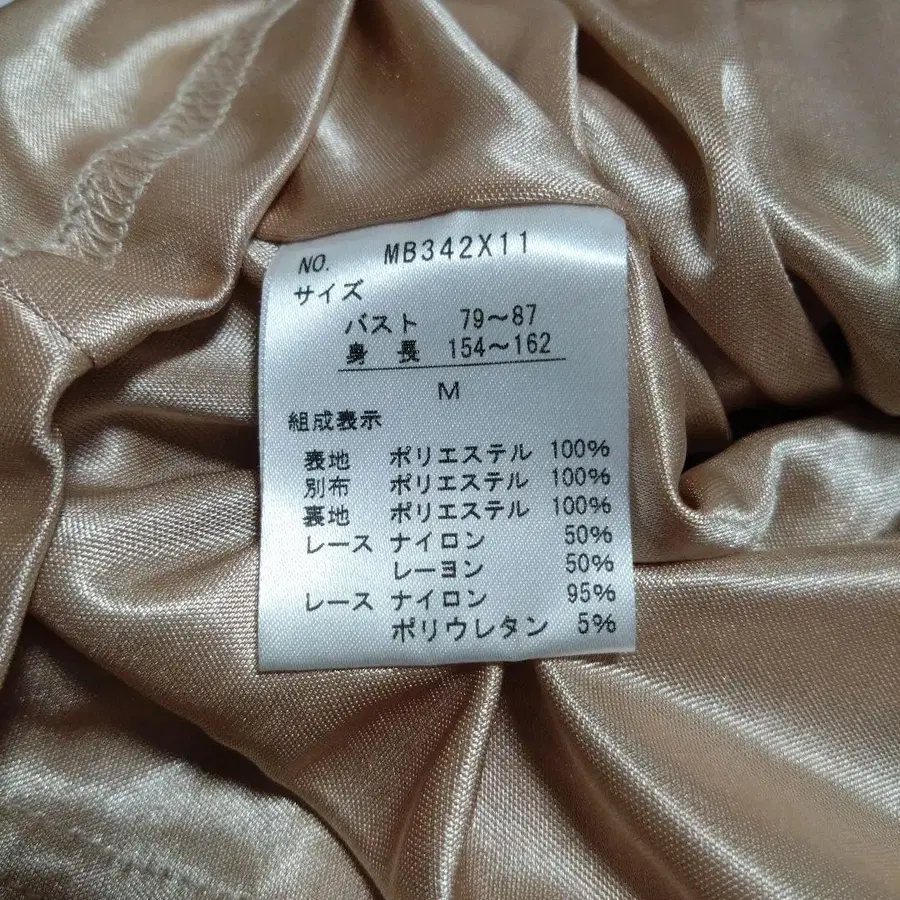 NO. MB342X11
サイズ
バスト 79～87
身長 154～162
M
組成表示
表地 ポリエステル 100%
別布 ポリエステル 100%
裏地 ポリエステル 100%
レース ナイロン 50%
レーヨン 50%
レース ナイロン 95%
ポリウレタン 5%